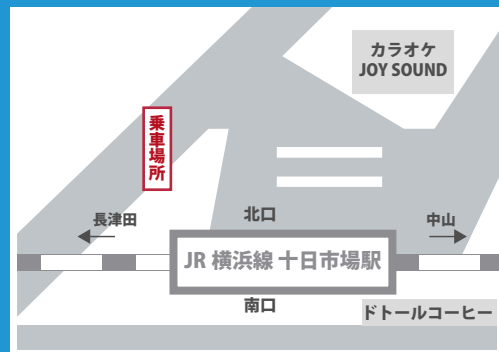 カラオケ
JOY SOUND
乗車場所
長津田
北口
中山
JR 横浜線 十日市場駅
南口
ドトールコーヒー